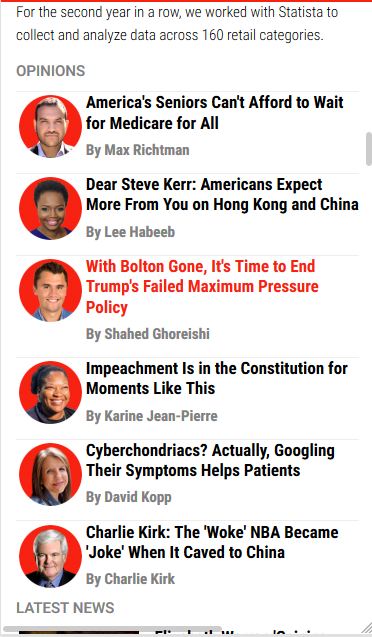 For the second year in a row, we worked with Statista to
collect and analyze data across 160 retail categories.
OPINIONS
America's Seniors Can't Afford to Wait
for Medicare for All
By Max Richtman
Dear Steve Kerr: Americans Expect
More From You on Hong Kong and China
By Lee Habeeb
With Bolton Gone, It's Time to End
Trump's Failed Maximum Pressure
Policy
By Shahed Ghoreishi
Impeachment Is in the Constitution for
Moments Like This
By Karine Jean-Pierre
Cyberchondriacs? Actually, Googling
Their Symptoms Helps Patients
By David Kopp
Charlie Kirk: The 'Woke' NBA Became
'Joke' When It Caved to China
By Charlie Kirk
LATEST NEWS